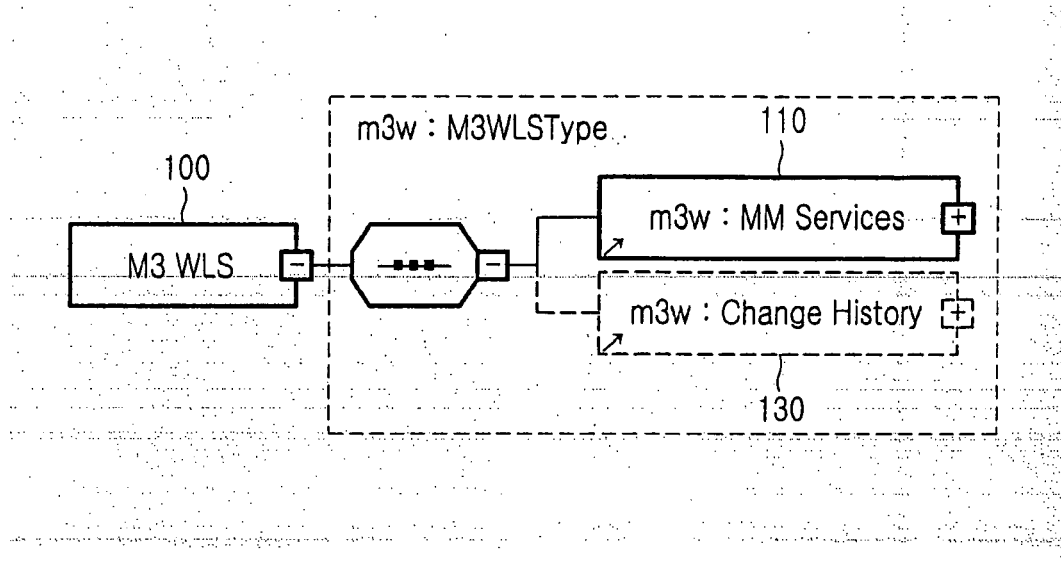 m3w : M3WLSType
110
100
m3w : MM Services
M3 WLS
m3w : Change History
130